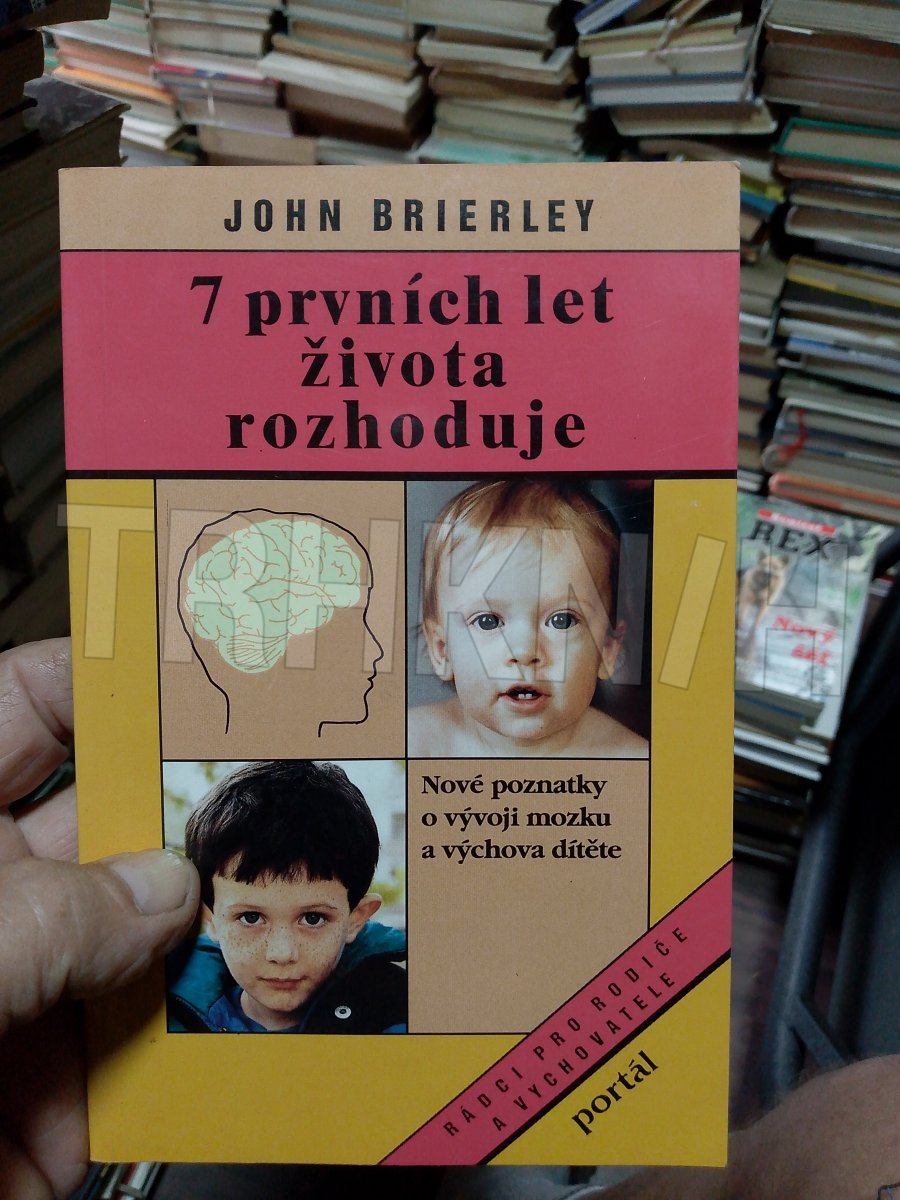 JOHN BRIERLEY
7 prvních let
života
rozhoduje
Nové poznatky
o vývoji mozku
a výchova dítěte
RÁDCI PRO RODIČE
A VYCHOVATELE
portál
REX
Nový